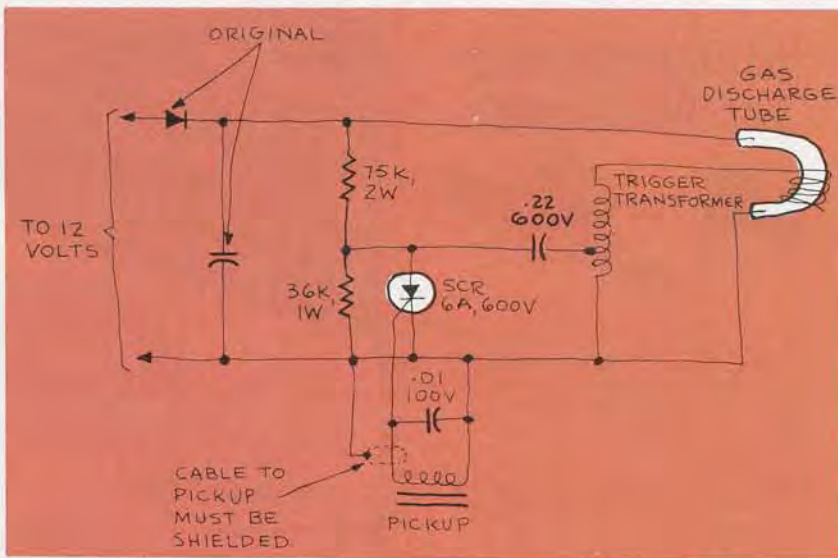 ORIGINAL
GAS
DISCHARGE
TUBE
75K,
2W
.22
600V
TRIGGER
TRANSFORMER
TO 12
VOLTS
36K,
1W
SCR
6A, 600V
.01
100V
CABLE TO
PICKUP
MUST BE
SHIELDED
PICKUP